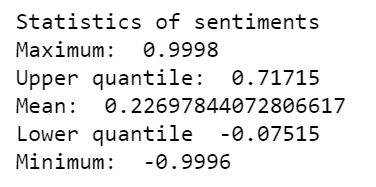 Statistics of sentiments
Maximum:  0.9998
Upper quantile:  0.71715
Mean:  0.22697844072806617
Lower quantile  -0.07515
Minimum:  -0.9996